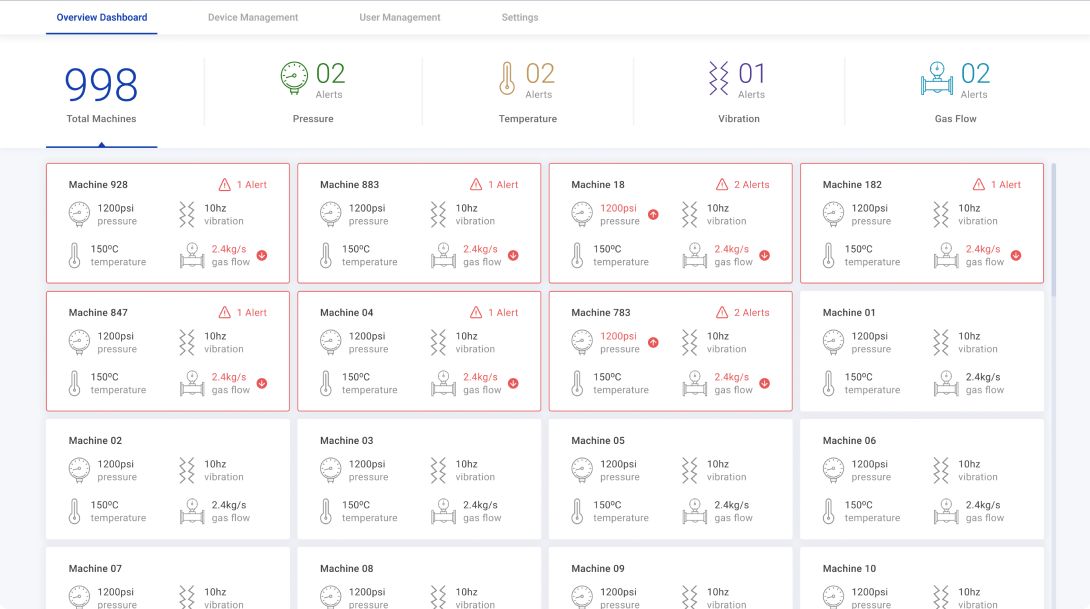 Overview Dashboard Device Management User Management Settings
998
Total Machines
02
Alerts
Pressure
02
Alerts
Temperature
01
Alerts
Vibration
02
Alerts
Gas Flow
Machine 928 1 Alert
1200psi 10hz
pressure vibration
150ºC 2.4kg/s
temperature gas flow
Machine 883 1 Alert
1200psi 10hz
pressure vibration
150ºC 2.4kg/s
temperature gas flow
Machine 18 2 Alerts
1200psi 10hz
pressure vibration
150ºC 2.4kg/s
temperature gas flow
Machine 182 1 Alert
1200psi 10hz
pressure vibration
150ºC 2.4kg/s
temperature gas flow
Machine 847 1 Alert
1200psi 10hz
pressure vibration
150ºC 2.4kg/s
temperature gas flow
Machine 04 1 Alert
1200psi 10hz
pressure vibration
150ºC 2.4kg/s
temperature gas flow
Machine 783 2 Alerts
1200psi 10hz
pressure vibration
150ºC 2.4kg/s
temperature gas flow
Machine 01
1200psi 10hz
pressure vibration
150ºC 2.4kg/s
temperature gas flow
Machine 02
1200psi 10hz
pressure vibration
150ºC 2.4kg/s
temperature gas flow
Machine 03
1200psi 10hz
pressure vibration
150ºC 2.4kg/s
temperature gas flow
Machine 05
1200psi 10hz
pressure vibration
150ºC 2.4kg/s
temperature gas flow
Machine 06
1200psi 10hz
pressure vibration
150ºC 2.4kg/s
temperature gas flow
Machine 07
1200psi 10hz
pressure vibration
Machine 08
1200psi 10hz
pressure vibration
Machine 09
1200psi 10hz
pressure vibration
Machine 10
1200psi 10hz
pressure vibration